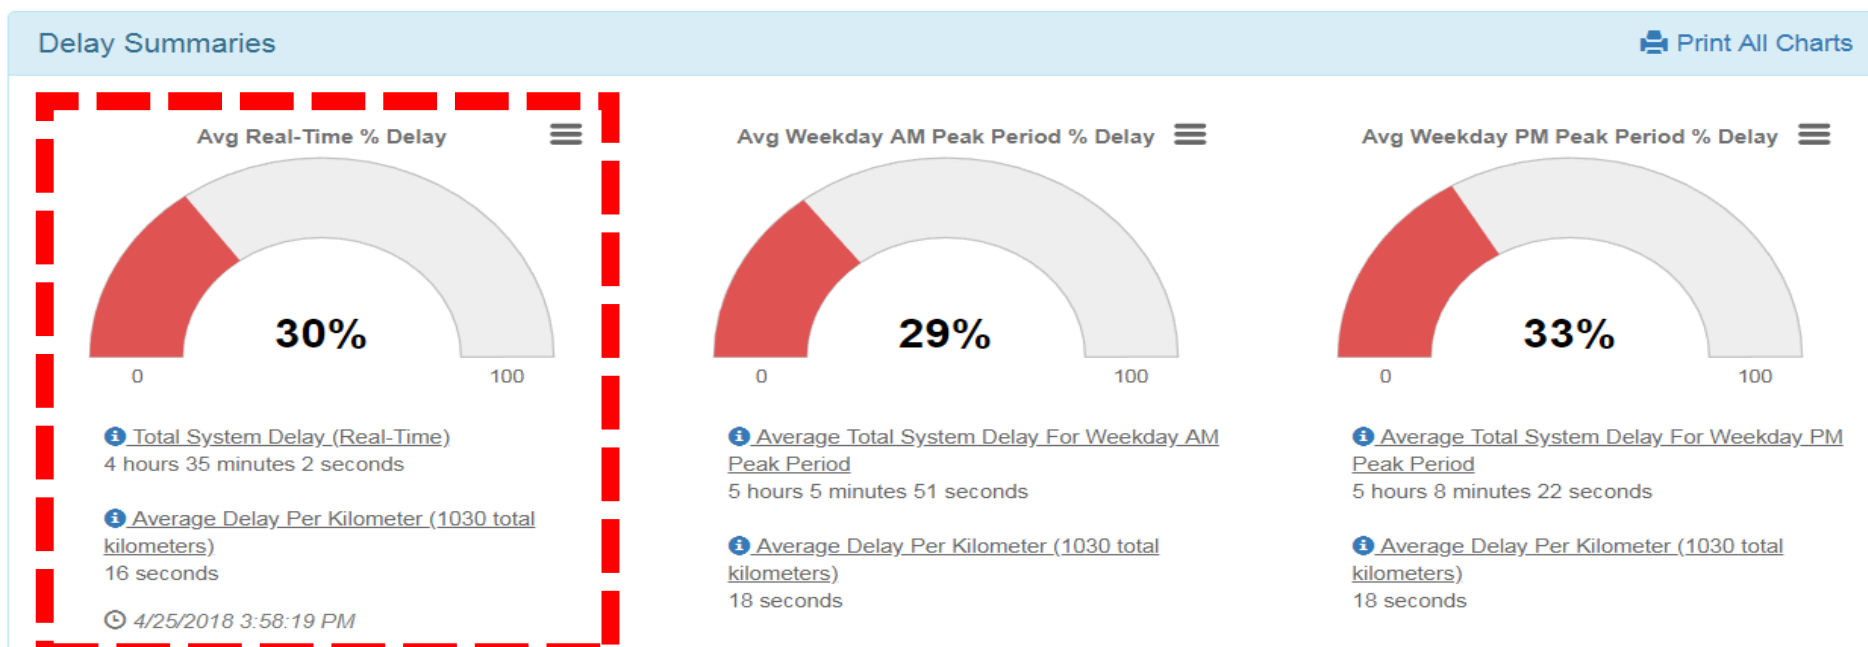 Delay Summaries
Print All Charts
Avg Real-Time % Delay
30%
0
100
Total System Delay (Real-Time)
4 hours 35 minutes 2 seconds
Average Delay Per Kilometer (1030 total
kilometers)
16 seconds
4/25/2018 3:58:19 PM
Avg Weekday AM Peak Period % Delay
29%
0
100
Average Total System Delay For Weekday AM
Peak Period
5 hours 5 minutes 51 seconds
Average Delay Per Kilometer (1030 total
kilometers)
18 seconds
Avg Weekday PM Peak Period % Delay
33%
0
100
Average Total System Delay For Weekday PM
Peak Period
5 hours 8 minutes 22 seconds
Average Delay Per Kilometer (1030 total
kilometers)
18 seconds